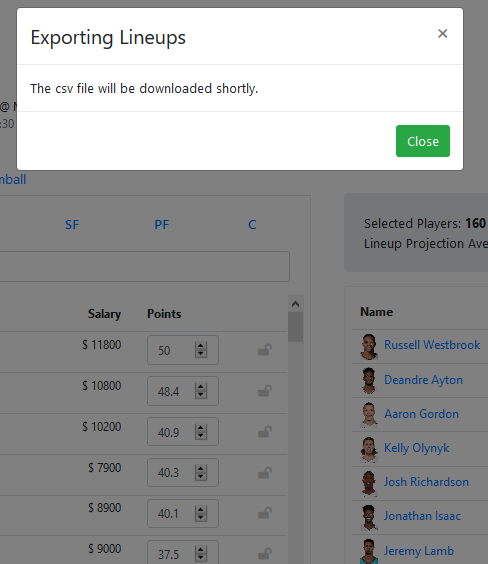 Exporting Lineups ×
The csv file will be downloaded shortly.
Close
@
:30
mball
SF PF C
Selected Players: 160
Lineup Projection Ave
Salary Points
Name
$ 11800 50
Russell Westbrook
$ 10800 48.4
Deandre Ayton
$ 10200 40.9
Aaron Gordon
Kelly Olynyk
$ 7900 40.3
Josh Richardson
$ 8900 40.1
Jonathan Isaac
$ 9000 37.5
Jeremy Lamb